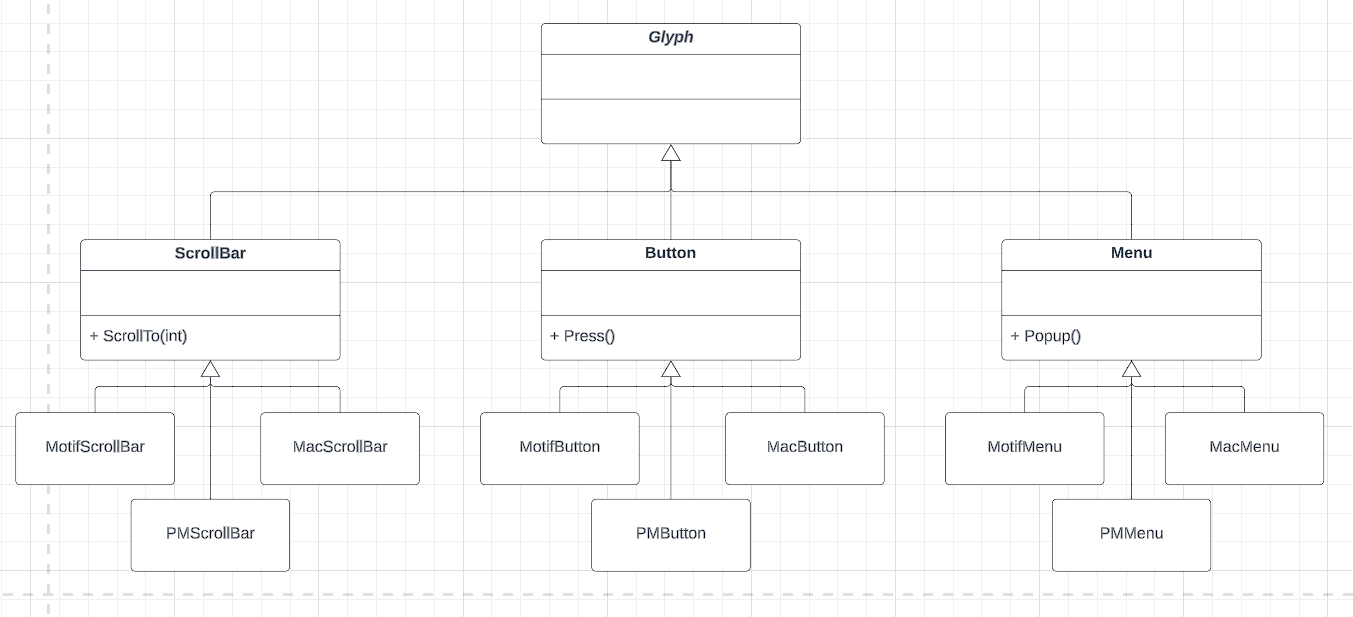 Glyph
ScrollBar
+ ScrollTo(int)
Button
+ Press()
Menu
+ Popup()
MotifScrollBar
MacScrollBar
PMScrollBar
MotifButton
MacButton
PMButton
MotifMenu
MacMenu
PMMenu